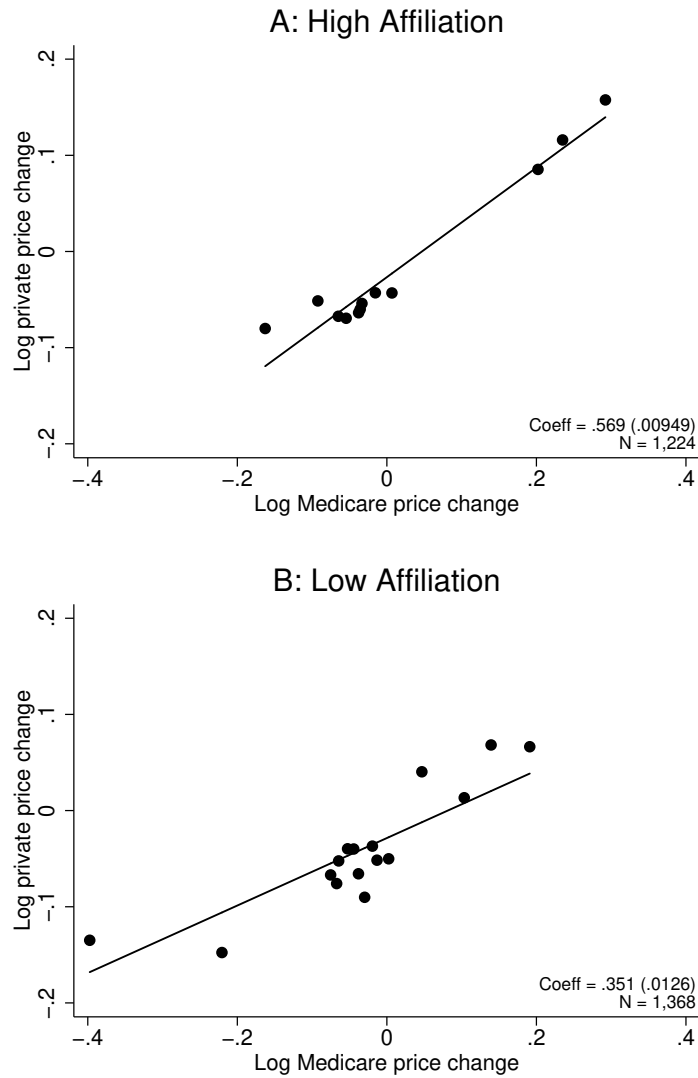 A: High Affiliation
.2
.1
0
−.1
−.2
Log private price change
Coeff = .569 (.00949)
N = 1,224
−.4
−.2
0
.2
.4
Log Medicare price change
B: Low Affiliation
.2
.1
0
−.1
−.2
Log private price change
Coeff = .351 (.0126)
N = 1,368
−.4
−.2
0
.2
.4
Log Medicare price change